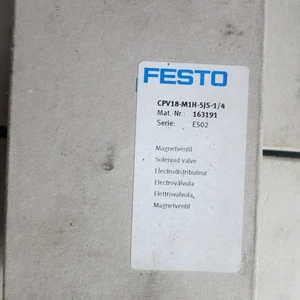 FESTO
CPV18-M1H-5JS-1/4
Mat.-Nr.: 163191
Serie: E502
Magnetventil
Solenoid valve
Electrodistributeur
Electroválvula
Elettrovalvola
Magnetventil